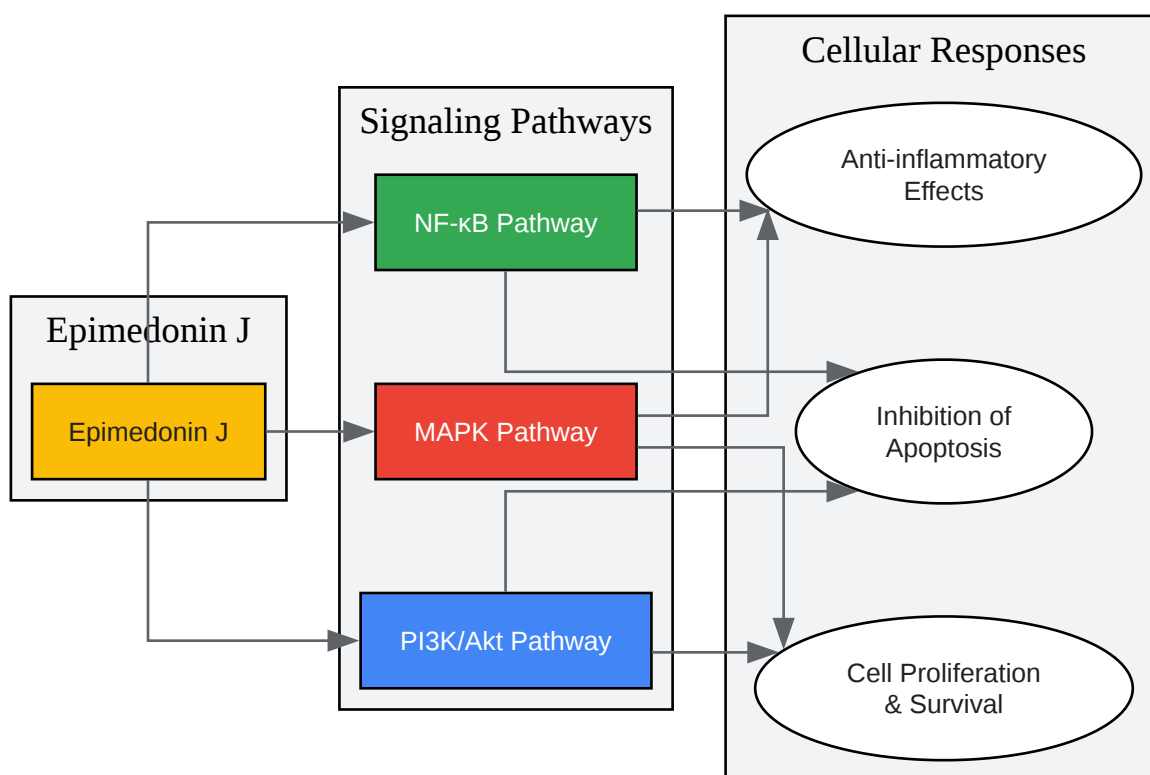 Cellular Responses
Signaling Pathways
Anti-inflammatory
Effects
NF-κB Pathway
Epimedonin J
Epimedonin J
MAPK Pathway
Inhibition of
Apoptosis
PI3K/Akt Pathway
Cell Proliferation
& Survival